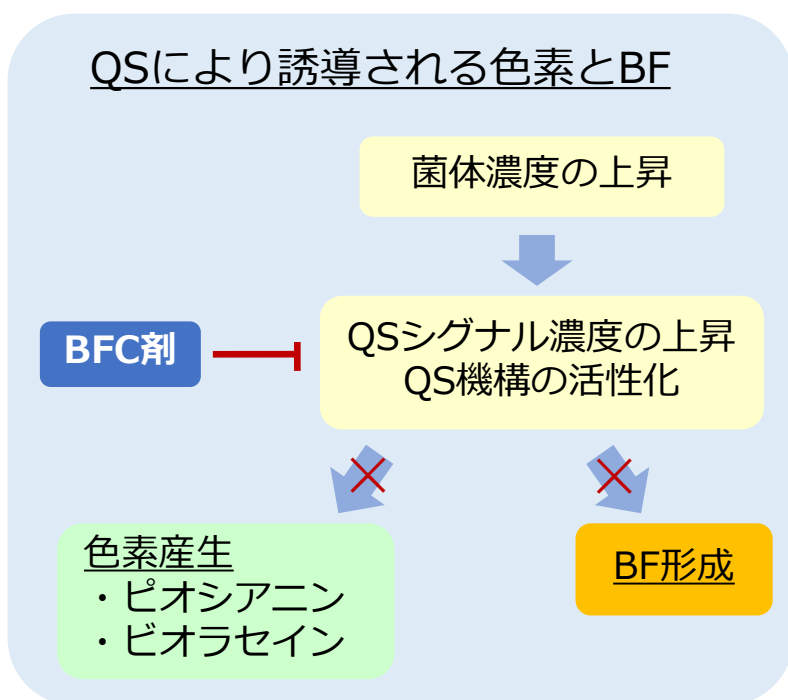 QSにより誘導される色素とBF
菌体濃度の上昇
BFC剤
QSシグナル濃度の上昇
QS機構の活性化
色素産生
・ピオシアニン
・ビオラセイン
BF形成